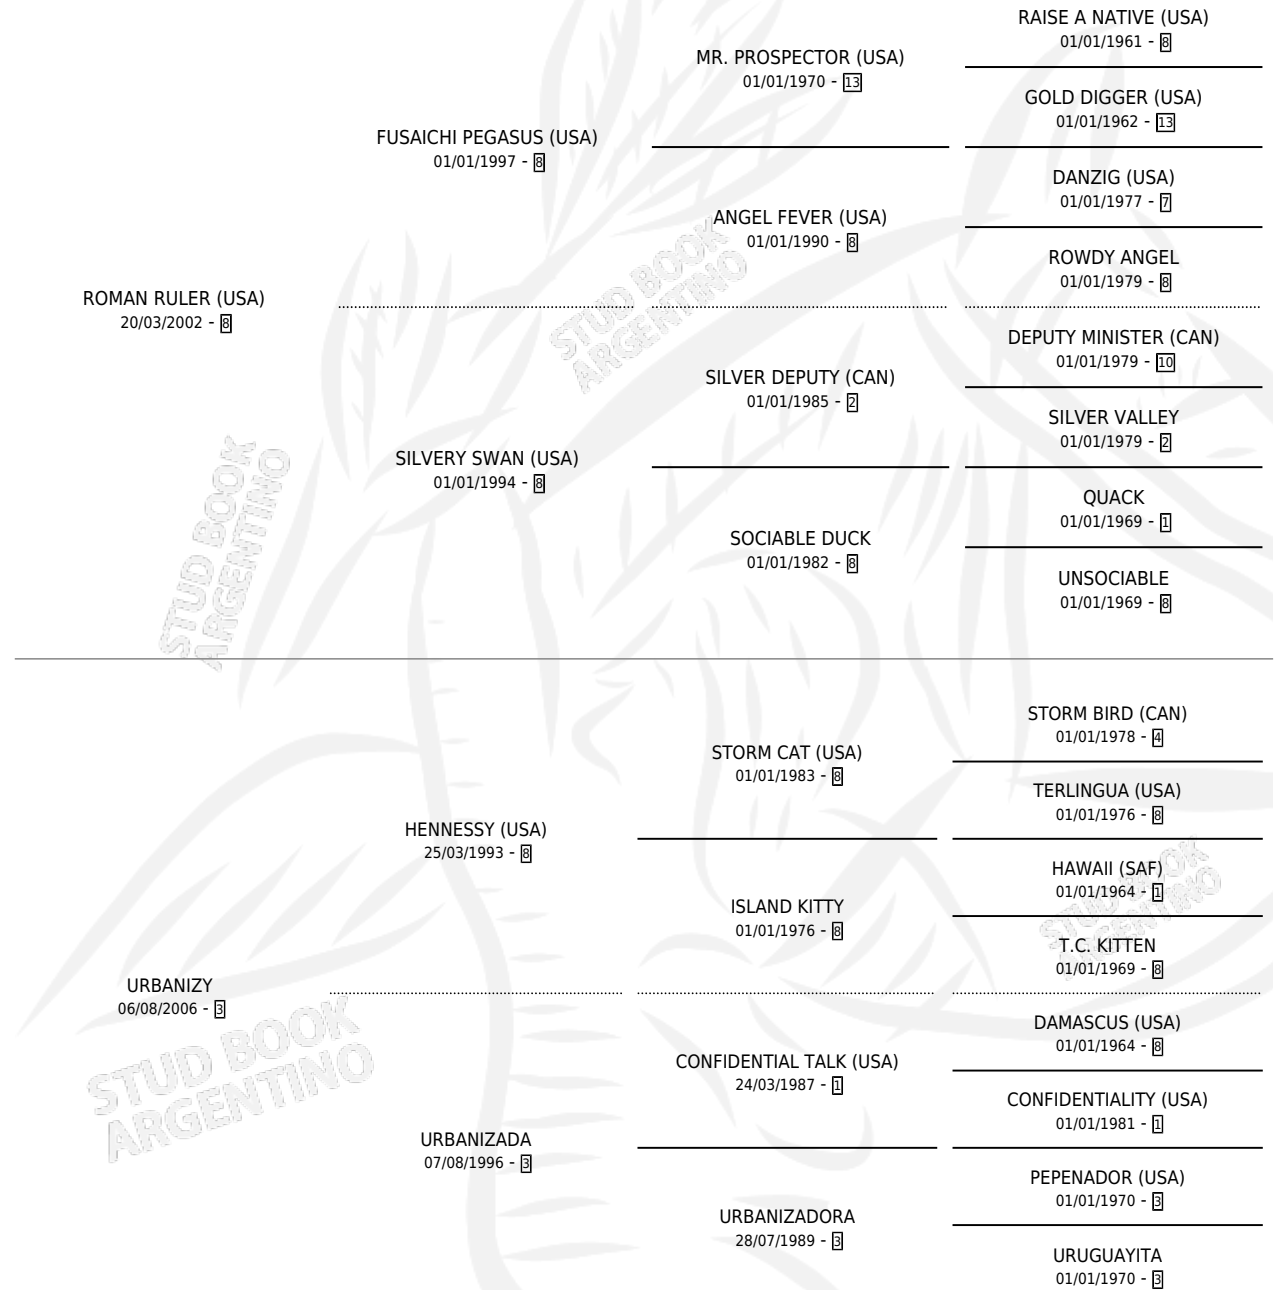 RAISE A NATIVE (USA)
01/01/1961 - 8
MR. PROSPECTOR (USA)
01/01/1970 - 13
GOLD DIGGER (USA)
01/01/1962 - 13
FUSAICHI PEGASUS (USA)
01/01/1997 - 8
DANZIG (USA)
01/01/1977 - 7
ANGEL FEVER (USA)
01/01/1990 - 8
ROWDY ANGEL
01/01/1979 - 8
ROMAN RULER (USA)
20/03/2002 - 8
DEPUTY MINISTER (CAN)
01/01/1979 - 10
SILVER DEPUTY (CAN)
01/01/1985 - 2
SILVER VALLEY
01/01/1979 - 2
SILVERY SWAN (USA)
01/01/1994 - 8
QUACK
01/01/1969 - 1
SOCIABLE DUCK
01/01/1982 - 8
UNSOCIABLE
01/01/1969 - 8
STORM BIRD (CAN)
01/01/1978 - 4
STORM CAT (USA)
01/01/1983 - 8
TERLINGUA (USA)
01/01/1976 - 8
HENNESSY (USA)
25/03/1993 - 8
HAWAII (SAF)
01/01/1964 - 1
ISLAND KITTY
01/01/1976 - 8
T.C. KITTEN
01/01/1969 - 8
URBANIZY
06/08/2006 - 3
DAMASCUS (USA)
01/01/1964 - 8
CONFIDENTIAL TALK (USA)
24/03/1987 - 1
CONFIDENTIALITY (USA)
01/01/1981 - 1
URBANIZADA
07/08/1996 - 3
PEPENADOR (USA)
01/01/1970 - 3
URBANIZADORA
28/07/1989 - 3
URUGUAYITA
01/01/1970 - 3
STUD BOOK
ARGENTINO
STUD BOOK
ARGENTINO
STUD BOOK
ARGENTINO
STUD BOOK
ARGENTINO